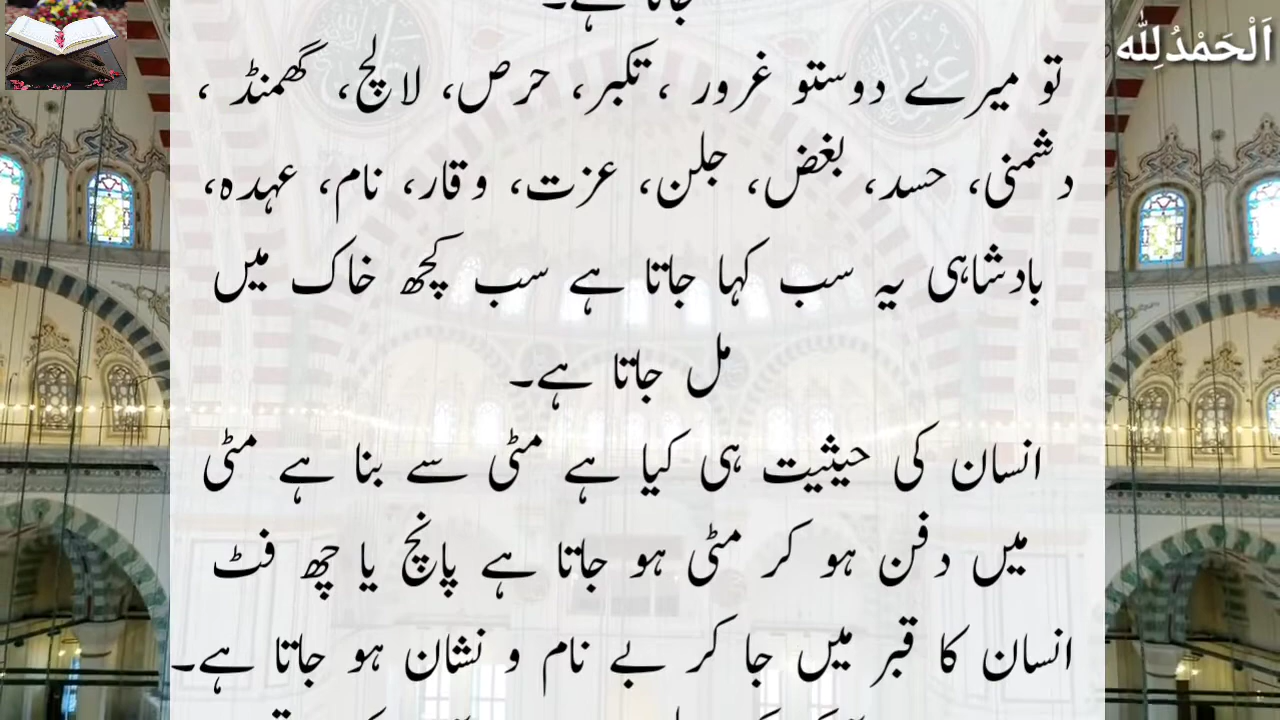 جاتا ہے۔
اَلْحَمْدُلِلّٰه
تو میرے دوستو غرور ، تکبر، حرص، لالچ، گھمنڈ ،
دشمنی، حسد، بغض، جلن، عزت، وقار، نام، عہدہ،
بادشاہی یہ سب کہا جاتا ہے سب کچھ خاک میں
مل جاتا ہے۔
انسان کی حیثیت ہی کیا ہے مٹی سے بنا ہے مٹی
میں دفن ہو کر مٹی ہو جاتا ہے پانچ یا چھ فٹ
انسان کا قبر میں جا کر بے نام و نشان ہو جاتا ہے۔